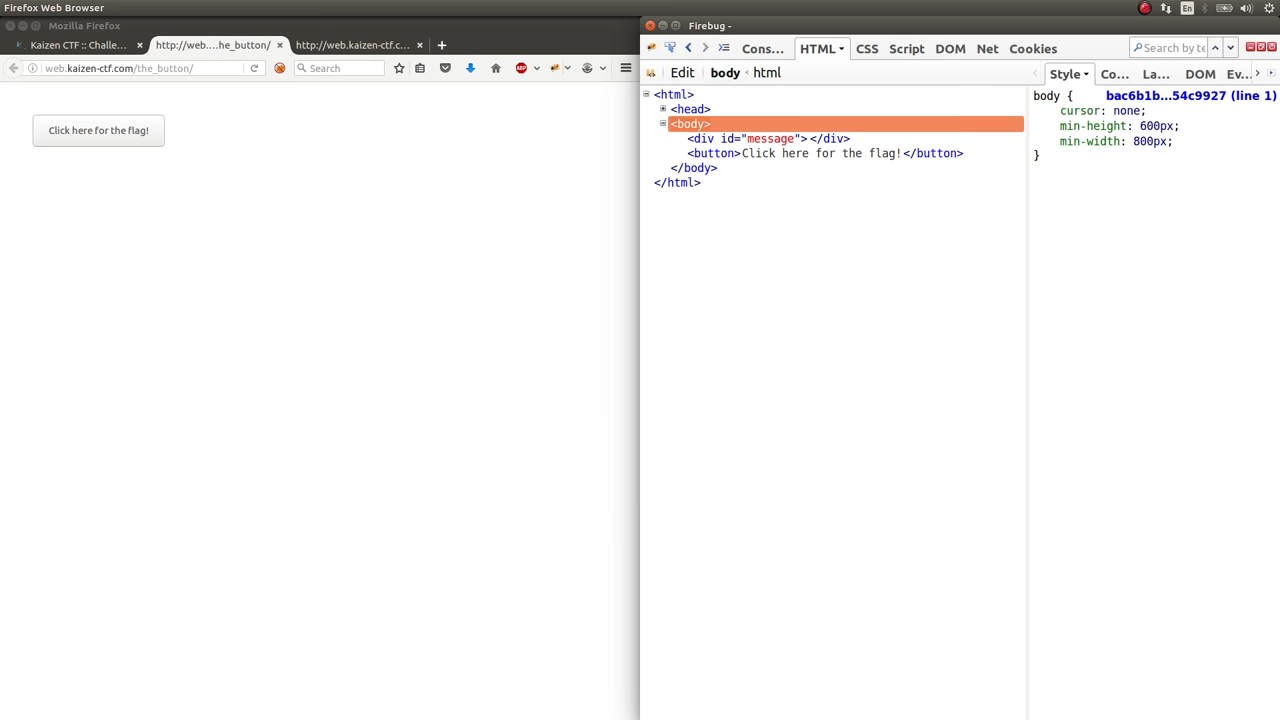 Firefox Web Browser
En
Mozilla Firefox
Firebug -
Kaizen CTF :: Challe...
http://web....he_button/
http://web.kaizen-ctf.c...
Cons...
HTML
CSS
Script
DOM
Net
Cookies
Search by te
web.kaizen-ctf.com/the_button/
Search
ABP
Edit
body
html
Style
Co...
La...
DOM
Ev...
Click here for the flag!
<html>
<head>
<body>
<div id="message"> </div>
<button>Click here for the flag!</button>
</body>
</html>
body {
bac6b1b...54c9927 (line 1)
cursor: none;
min-height: 600px;
min-width: 800px;
}